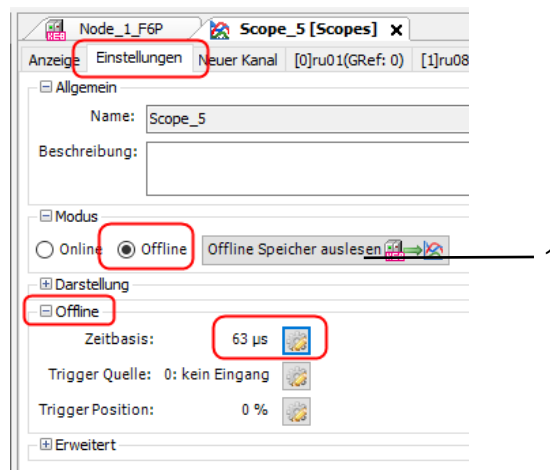 Node_1_F6P Scope_5 [Scopes] x
Anzeige Einstellungen Neuer Kanal [0]ru01(GRef: 0) [1]ru08
Allgemein
Name: Scope_5
Beschreibung:
Modus
Online Offline Offline Speicher auslesen
Darstellung
Offline
Zeitbasis: 63 µs
Trigger Quelle: 0: kein Eingang
Trigger Position: 0 %
Erweitert